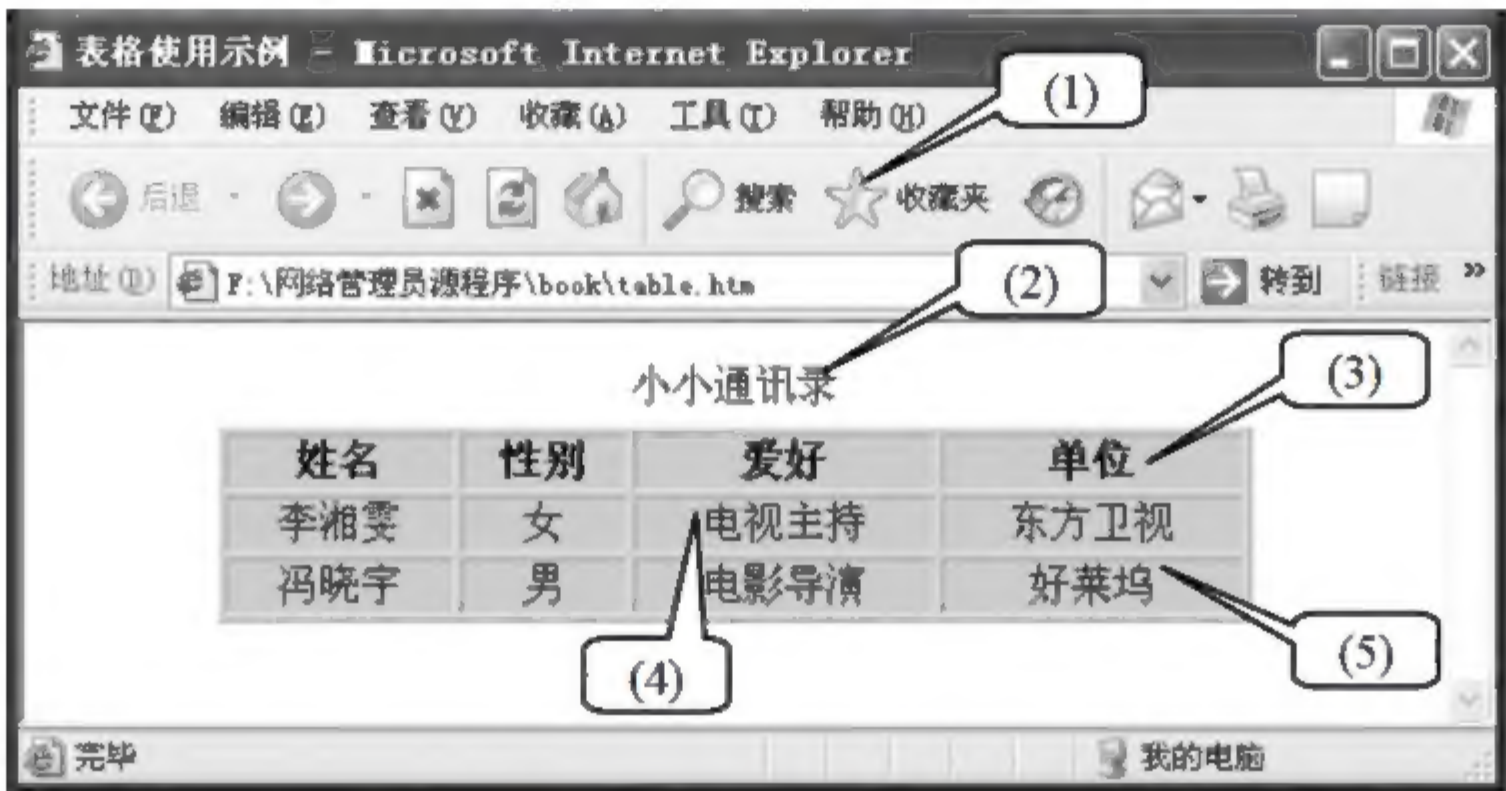 表格使用示例 - Microsoft Internet Explorer
文件(F) 编辑(E) 查看(V) 收藏(A) 工具(T) 帮助(H)
(1)
后退 搜索 收藏夹
地址(D) F:\网络管理员源程序\book\table.htm 转到 链接 »
(2)
小小通讯录
(3)
姓名 性别 爱好 单位
李湘雯 女 电视主持 东方卫视
冯晓宇 男 电影导演 好莱坞
(4)
(5)
完毕 我的电脑